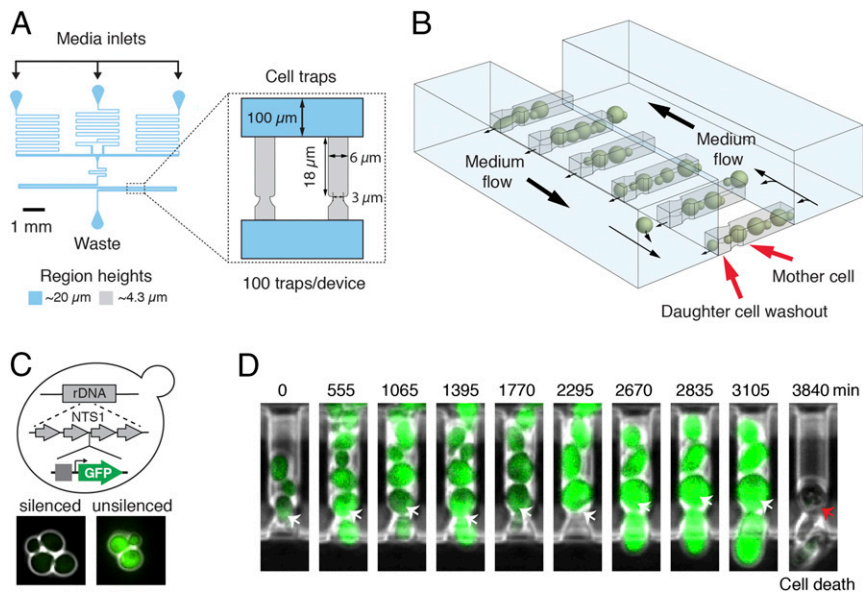 A
Media inlets
1 mm
Waste
Region heights
~20 µm
~4.3 µm
Cell traps
100 µm
18 µm
6 µm
3 µm
100 traps/device
B
Medium
flow
Medium
flow
Mother cell
Daughter cell washout
C
rDNA
NTS1
GFP
silenced
unsilenced
D
0 555 1065 1395 1770 2295 2670 2835 3105 3840 min
Cell death